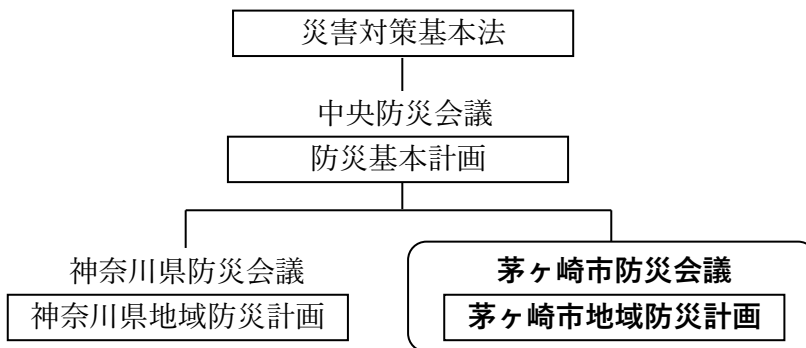 災害対策基本法
中央防災会議
防災基本計画
神奈川県防災会議
神奈川県地域防災計画
茅ヶ崎市防災会議
茅ヶ崎市地域防災計画